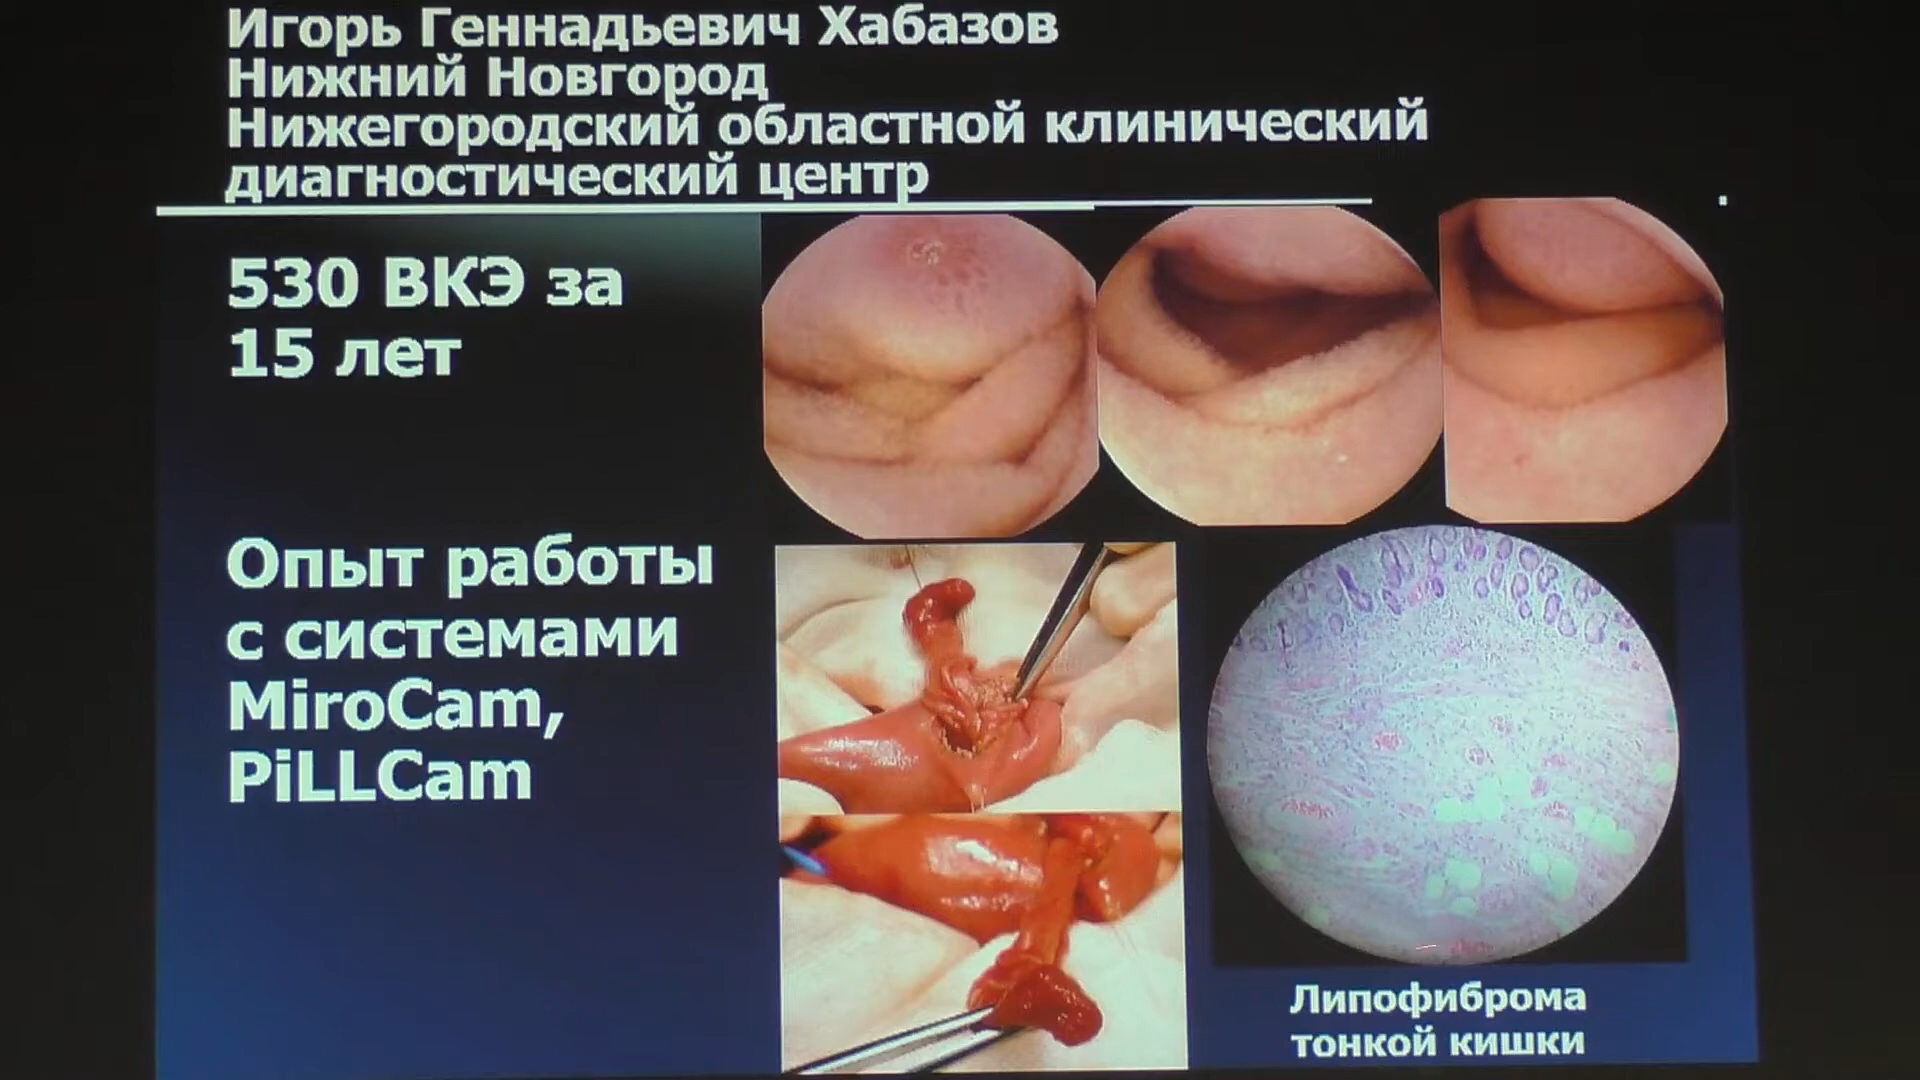 Игорь Геннадьевич Хабазов
Нижний Новгород
Нижегородский областной клинический
диагностический центр
530 ВКЭ за
15 лет
Опыт работы
с системами
MiroCam,
PiLLCam
Липофиброма
тонкой кишки